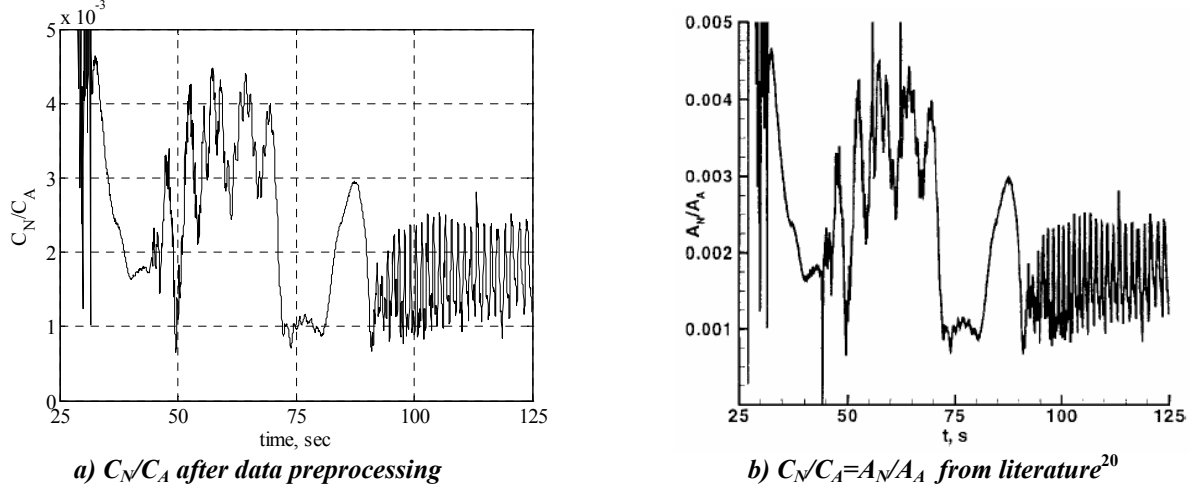 x 10⁻³
5
4
3
2
1
0
C_N/C_A
25 50 75 100 125
time, sec
a) C_N/C_A after data preprocessing
0.005
0.004
0.003
0.002
0.001
A_N/A_A
25 50 75 100 125
t, s
b) C_N/C_A=A_N/A_A from literature²⁰